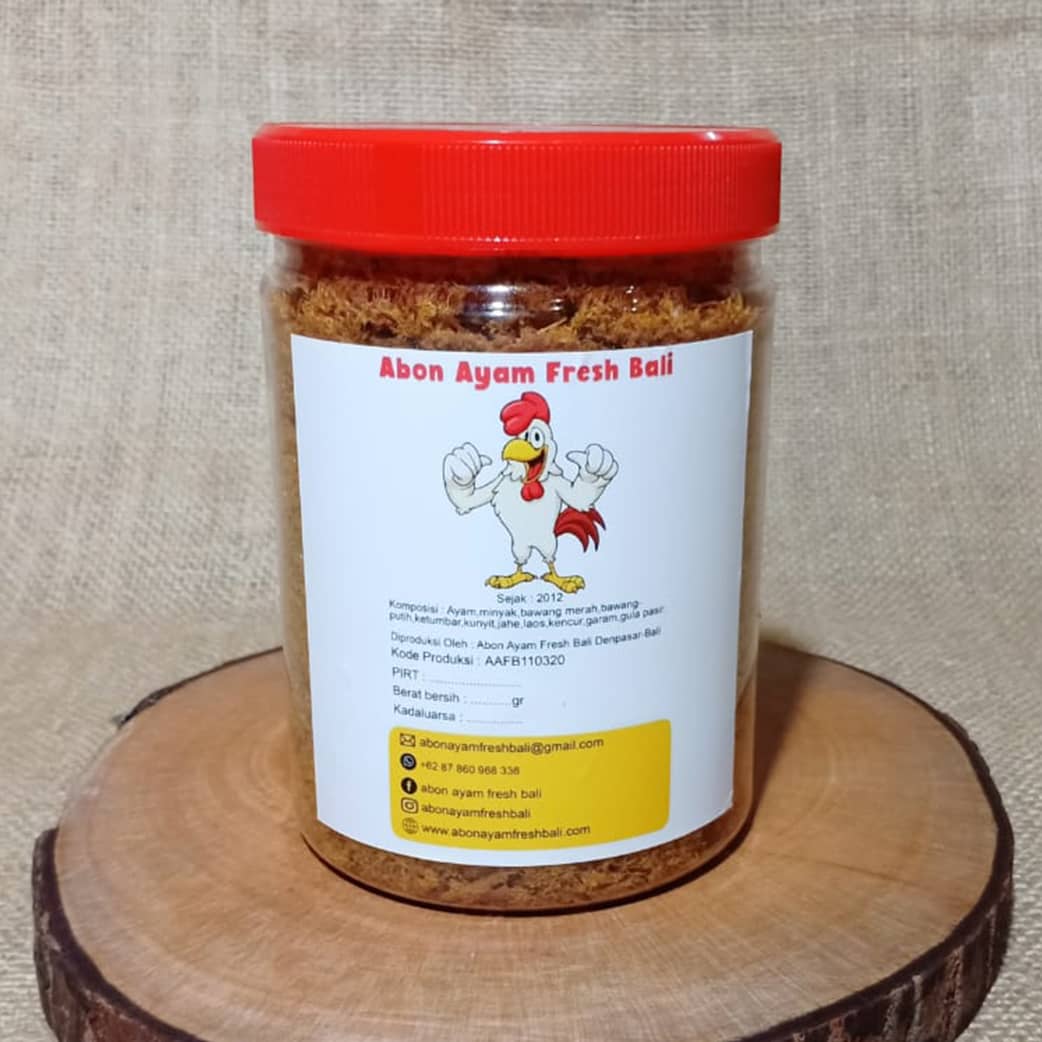 Abon Ayam Fresh Bali
Sejak : 2012
Komposisi : Ayam,minyak,bawang merah,bawang-
putih,ketumbar,kunyit,jahe,laos,kencur,garam,gula pasir
Diproduksi Oleh : Abon Ayam Fresh Bali Denpasar-Bali
Kode Produksi : AAFB110320
PIRT : ......................
Berat bersih : ..........gr
Kadaluarsa : .............
abonayamfreshbali@gmail.com
+62 87 860 968 336
abon ayam fresh bali
abonayamfreshbali
www.abonayamfreshbali.com